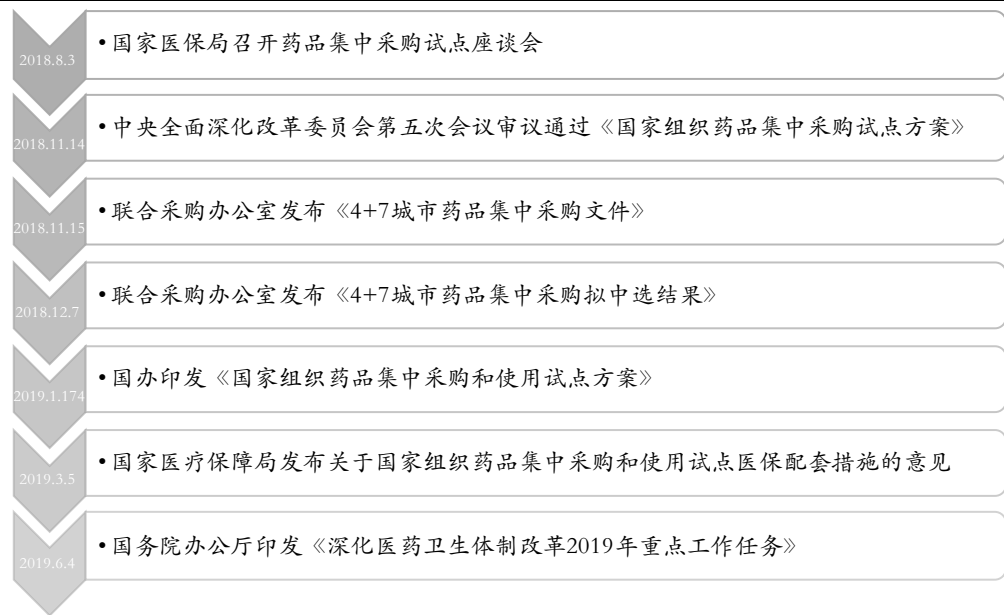 2018.8.3
•国家医保局召开药品集中采购试点座谈会
2018.11.14
•中央全面深化改革委员会第五次会议审议通过《国家组织药品集中采购试点方案》
2018.11.15
•联合采购办公室发布《4+7城市药品集中采购文件》
2018.12.7
•联合采购办公室发布《4+7城市药品集中采购拟中选结果》
2019.1.174
•国办印发《国家组织药品集中采购和使用试点方案》
2019.3.5
•国家医疗保障局发布关于国家组织药品集中采购和使用试点医保配套措施的意见
2019.6.4
•国务院办公厅印发《深化医药卫生体制改革2019年重点工作任务》